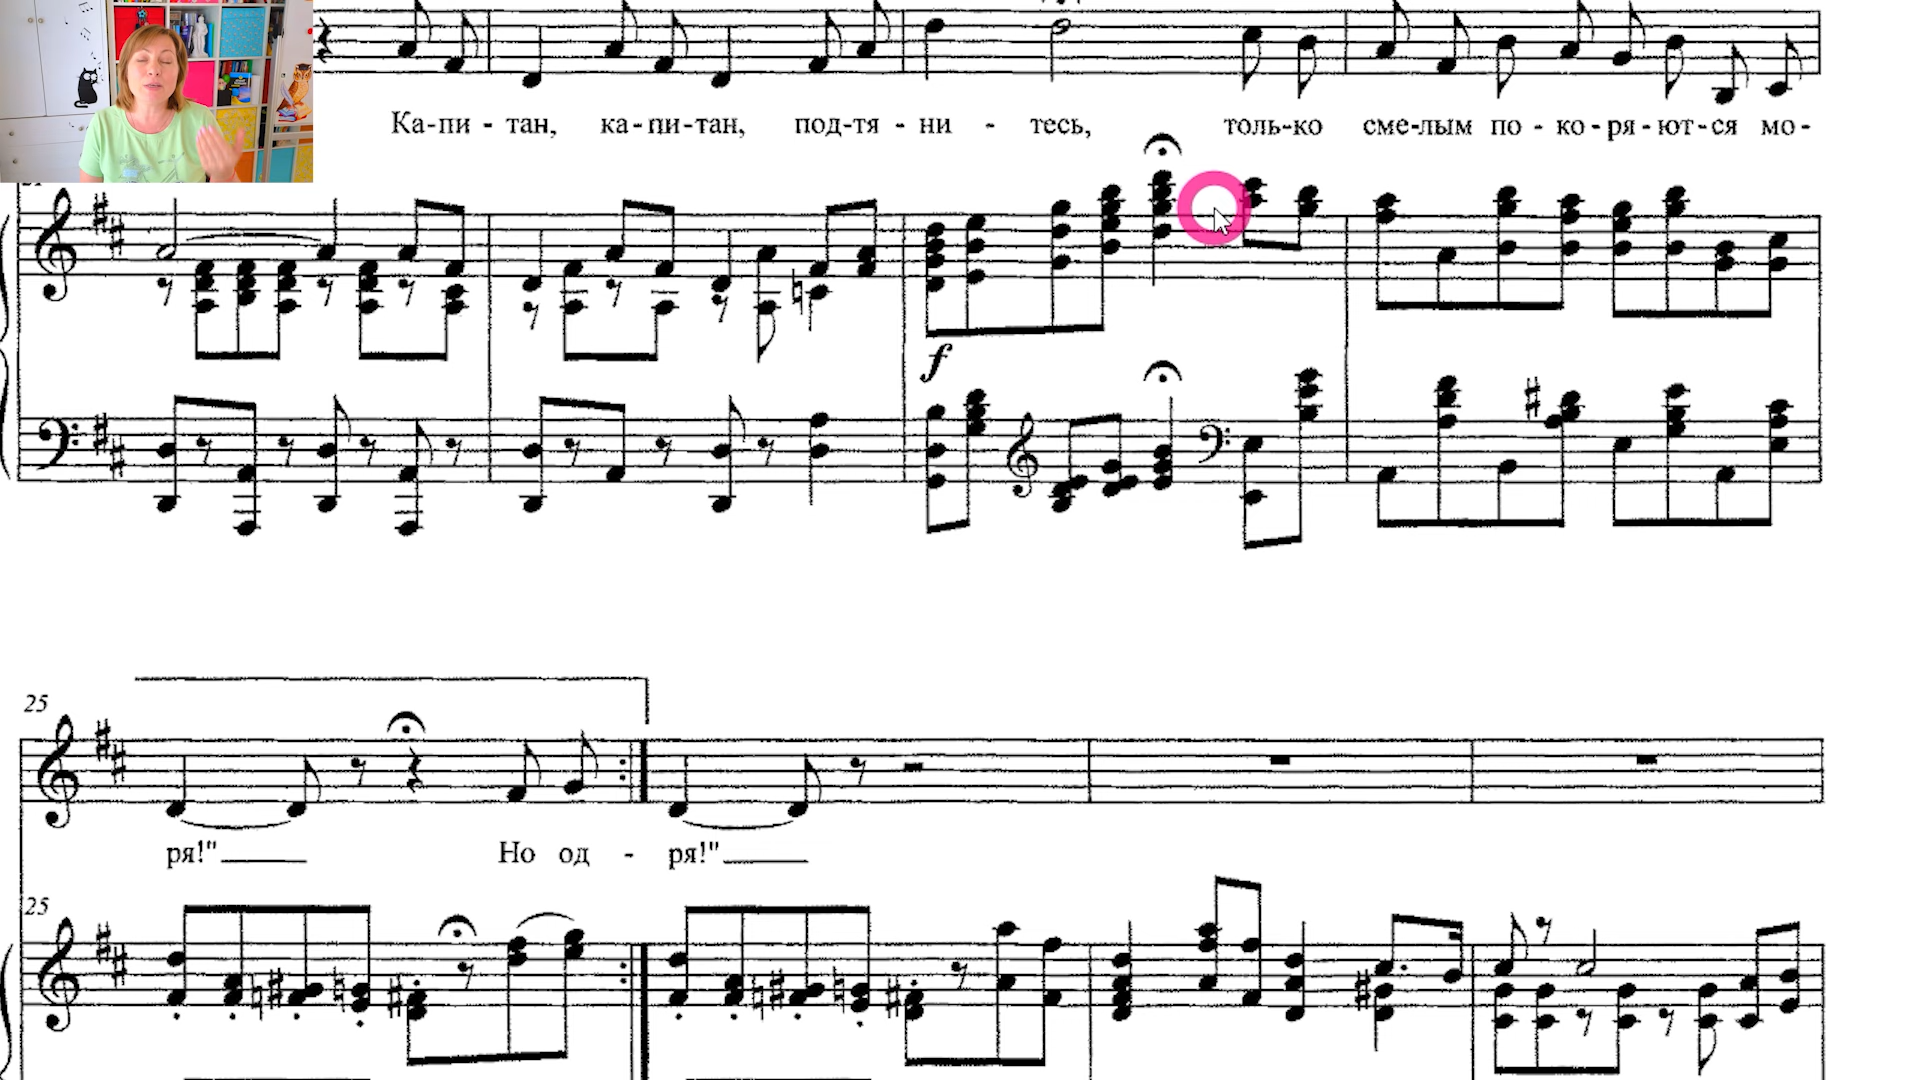 Ка-пи - тан, ка-пи-тан, под-тя - ни - тесь, толь-ко сме-лым по - ко-ря-ют-ся мо-
f
25
ря!" Но од - ря!"
25